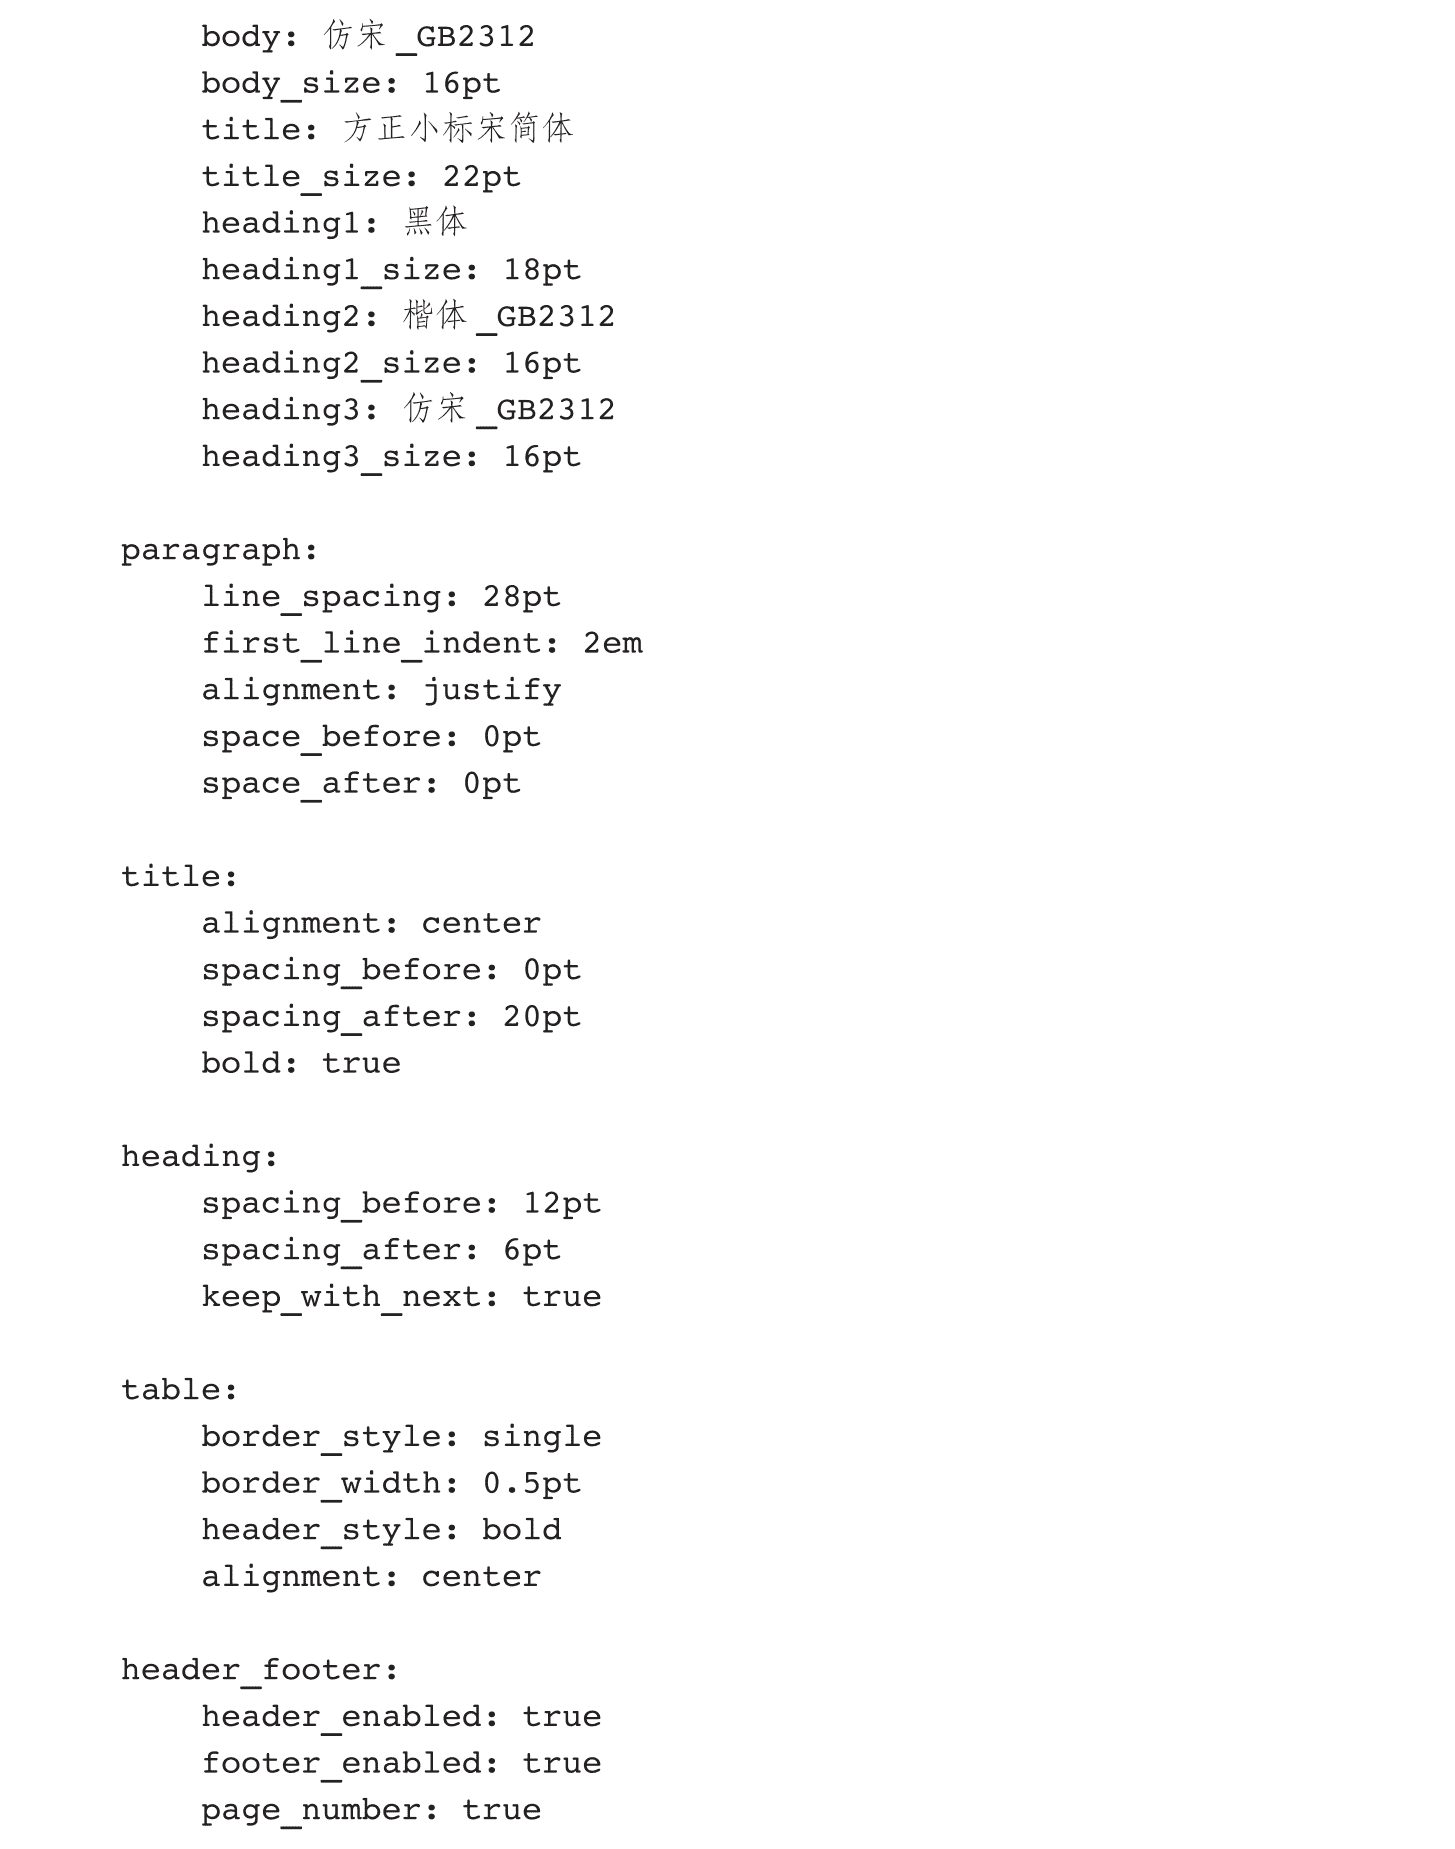 body: 仿宋_GB2312
body_size: 16pt
title: 方正小标宋简体
title_size: 22pt
heading1: 黑体
heading1_size: 18pt
heading2: 楷体_GB2312
heading2_size: 16pt
heading3: 仿宋_GB2312
heading3_size: 16pt
paragraph:
line_spacing: 28pt
first_line_indent: 2em
alignment: justify
space_before: 0pt
space_after: 0pt
title:
alignment: center
spacing_before: 0pt
spacing_after: 20pt
bold: true
heading:
spacing_before: 12pt
spacing_after: 6pt
keep_with_next: true
table:
border_style: single
border_width: 0.5pt
header_style: bold
alignment: center
header_footer:
header_enabled: true
footer_enabled: true
page_number: true